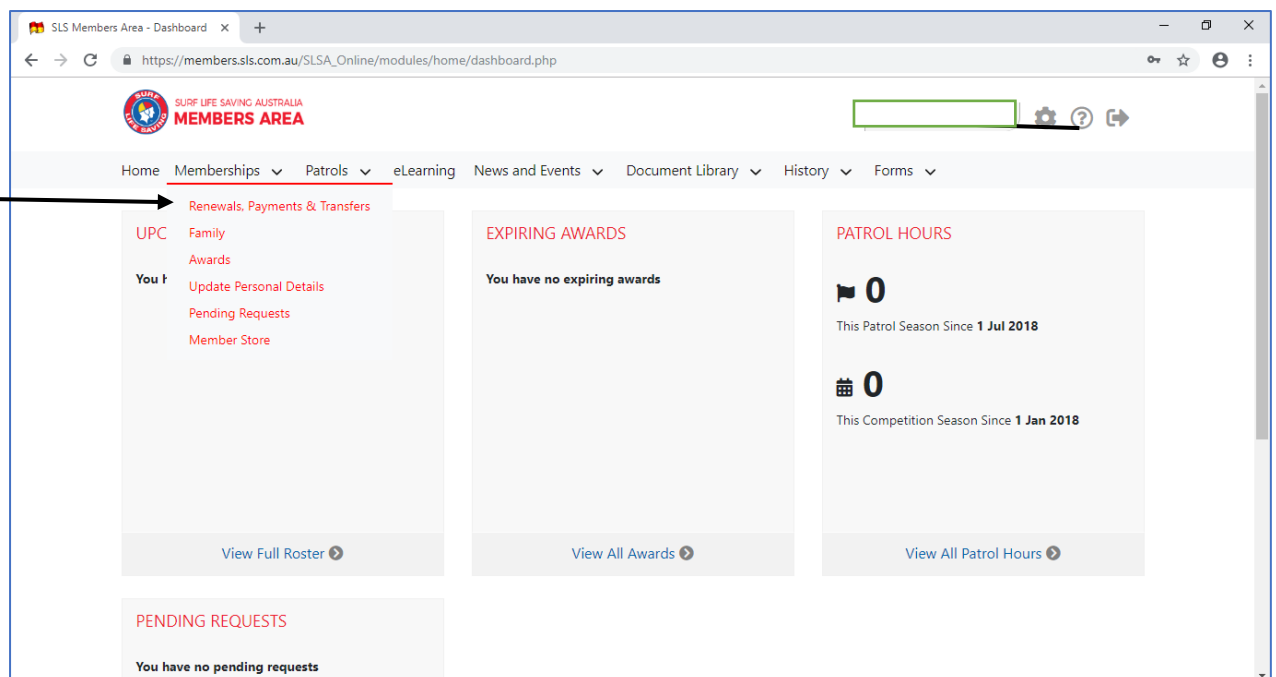 SLS Members Area - Dashboard
https://members.sls.com.au/SLSA_Online/modules/home/dashboard.php
SURF LIFE SAVING
SURF LIFE SAVING AUSTRALIA
MEMBERS AREA
Home Memberships Patrols eLearning News and Events Document Library History Forms
Renewals, Payments & Transfers
Family
Awards
Update Personal Details
Pending Requests
Member Store
UPC
You h
View Full Roster
EXPIRING AWARDS
You have no expiring awards
View All Awards
PATROL HOURS
0
This Patrol Season Since 1 Jul 2018
0
This Competition Season Since 1 Jan 2018
View All Patrol Hours
PENDING REQUESTS
You have no pending requests